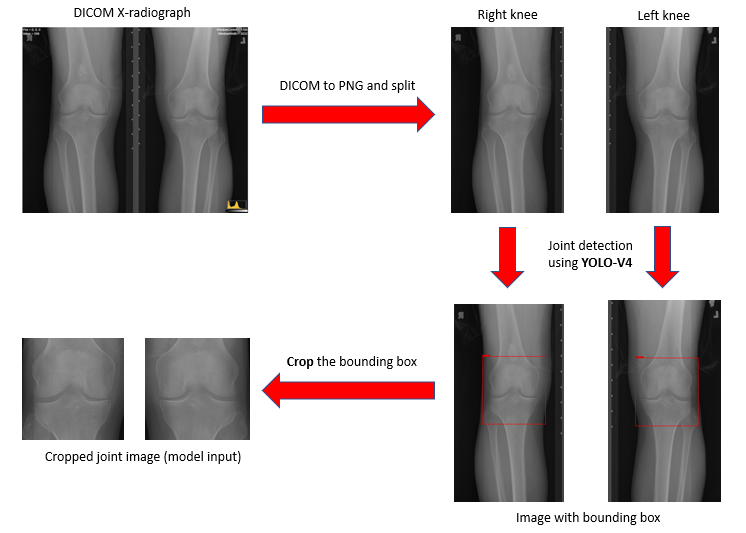 DICOM X-radiograph
Right knee
Left knee
DICOM to PNG and split
Joint detection
using YOLO-V4
Crop the bounding box
Cropped joint image (model input)
Image with bounding box